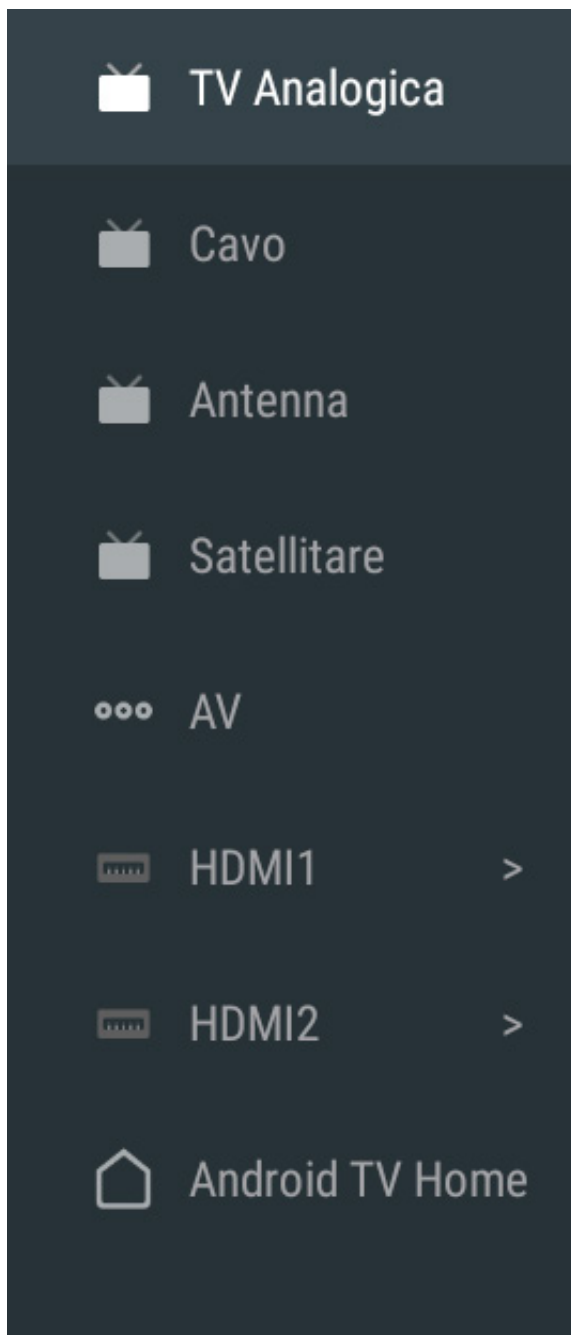 TV Analogica
Cavo
Antenna
Satellitare
AV
HDMI1 >
HDMI2 >
Android TV Home